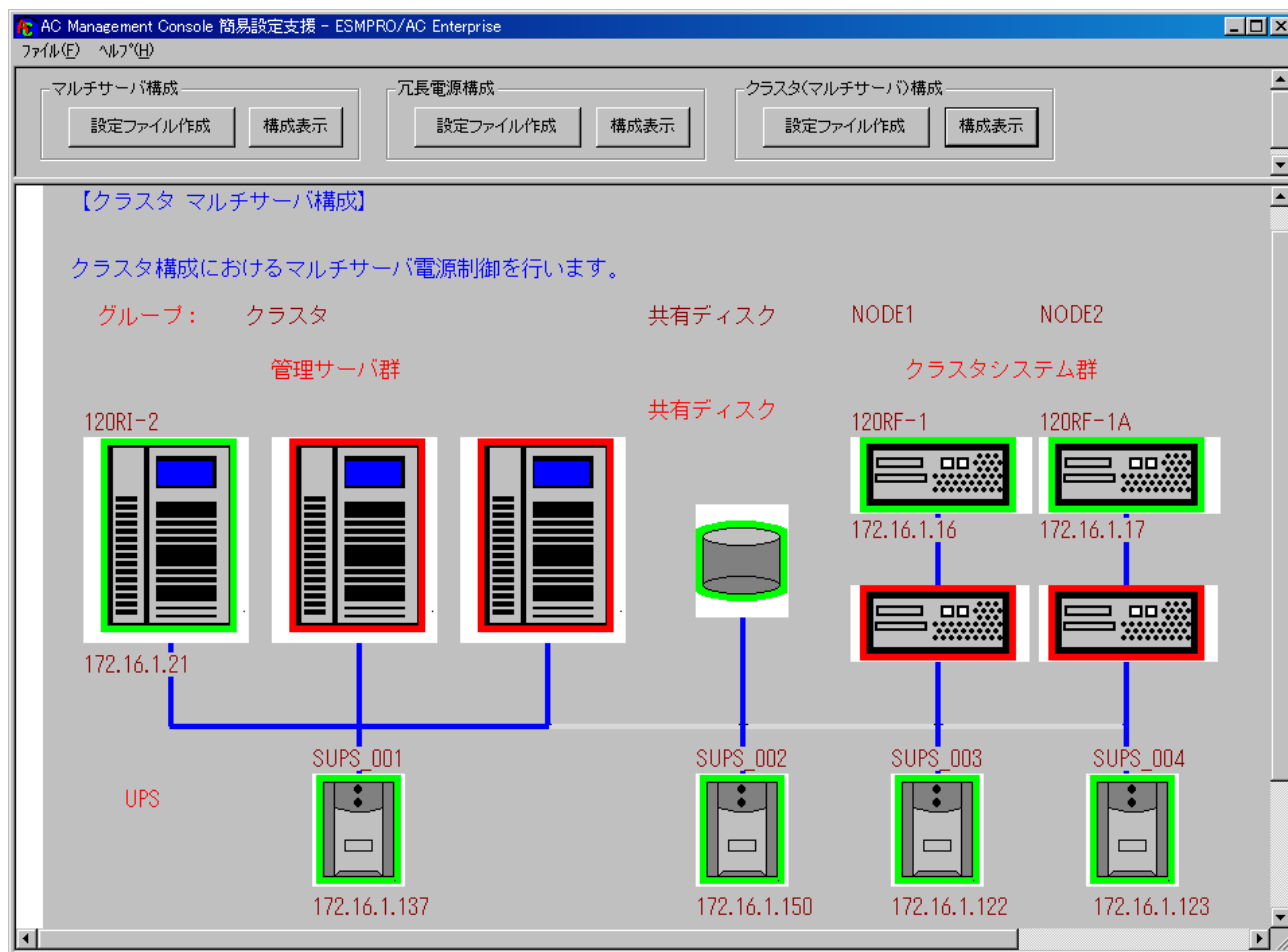 AC Management Console 簡易設定支援 - ESMPRO/AC Enterprise
ファイル(F) ヘルプ(H)
マルチサーバ構成 冗長電源構成 クラスタ(マルチサーバ)構成
設定ファイル作成 構成表示 設定ファイル作成 構成表示 設定ファイル作成 構成表示
【クラスタ マルチサーバ構成】
クラスタ構成におけるマルチサーバ電源制御を行います。
グループ： クラスタ 共有ディスク NODE1 NODE2
管理サーバ群 クラスタシステム群
共有ディスク
120RI-2 120RF-1 120RF-1A
172.16.1.16 172.16.1.17
172.16.1.21
SUPS_001 SUPS_002 SUPS_003 SUPS_004
UPS
172.16.1.137 172.16.1.150 172.16.1.122 172.16.1.123